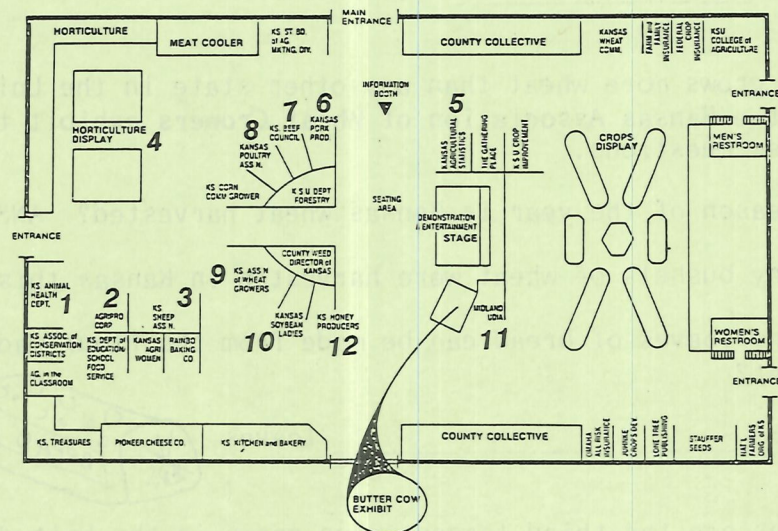 MAIN
ENTRANCE
HORTICULTURE
MEAT COOLER
KS ST BD.
of AG
MKTNG. DIV.
COUNTY COLLECTIVE
KANSAS
WHEAT
COMM.
FARM and
FAMILY
INSURANCE
FEDERAL
CROP
INSURANCE
KSU
COLLEGE of
AGRICULTURE
INFORMATION
BOOTH
ENTRANCE
HORTICULTURE
DISPLAY
4
8
7
6
KANSAS
POULTRY
ASS N.
KS. BEEF
COUNCIL
KANSAS
PORK
PROD.
KS CORN
COMM GROWER
K S U DEPT
FORESTRY
5
KANSAS
AGRICULTURAL
STATISTICS
THE GATHERING
PLACE
K S U CROP
IMPROVEMENT
CROPS
DISPLAY
MEN'S
RESTROOM
SEATING
AREA
DEMONSTRATION
& ENTERTAINMENT
STAGE
ENTRANCE
9
KS ASS N
of WHEAT
GROWERS
COUNTY WEED
DIRECTOR of
KANSAS
KANSAS
SOYBEAN
LADIES
KS HONEY
PRODUCERS
10
12
MIDLAND
11
KS ANIMAL
HEALTH
DEPT.
1
2
AGRIPRO
CORP
KS
SHEEP
ASS N.
3
KS ASSOC. of
CONSERVATION
DISTRICTS
KS DEPT of
EDUCATION
SCHOOL
FOOD
SERVICE
KANSAS
AGRI
WOMEN
RAINBO
BAKING
CO
AG. in the
CLASSROOM
WOMEN'S
RESTROOM
ENTRANCE
KS. TREASURES
PIONEER CHEESE CO.
KS KITCHEN and BAKERY
COUNTY COLLECTIVE
OMAHA
ALL RISK
INSURANCE
CROPS DEV.
LONE TREE
PUBLISHING
STAUFFER
SEEDS
NAT'L
FARMERS
ORG. of KS
BUTTER COW
EXHIBIT